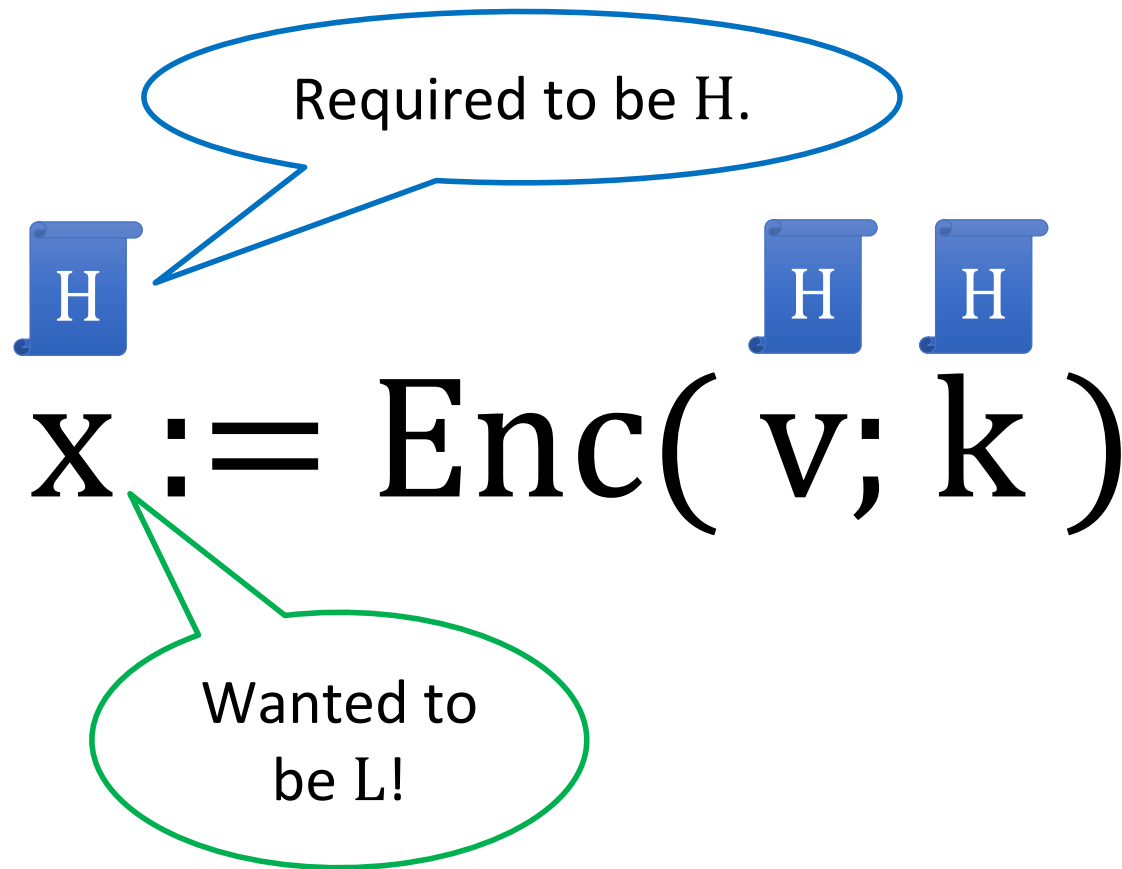 Required to be H.
H H H
x := Enc( v; k )
Wanted to
be L!